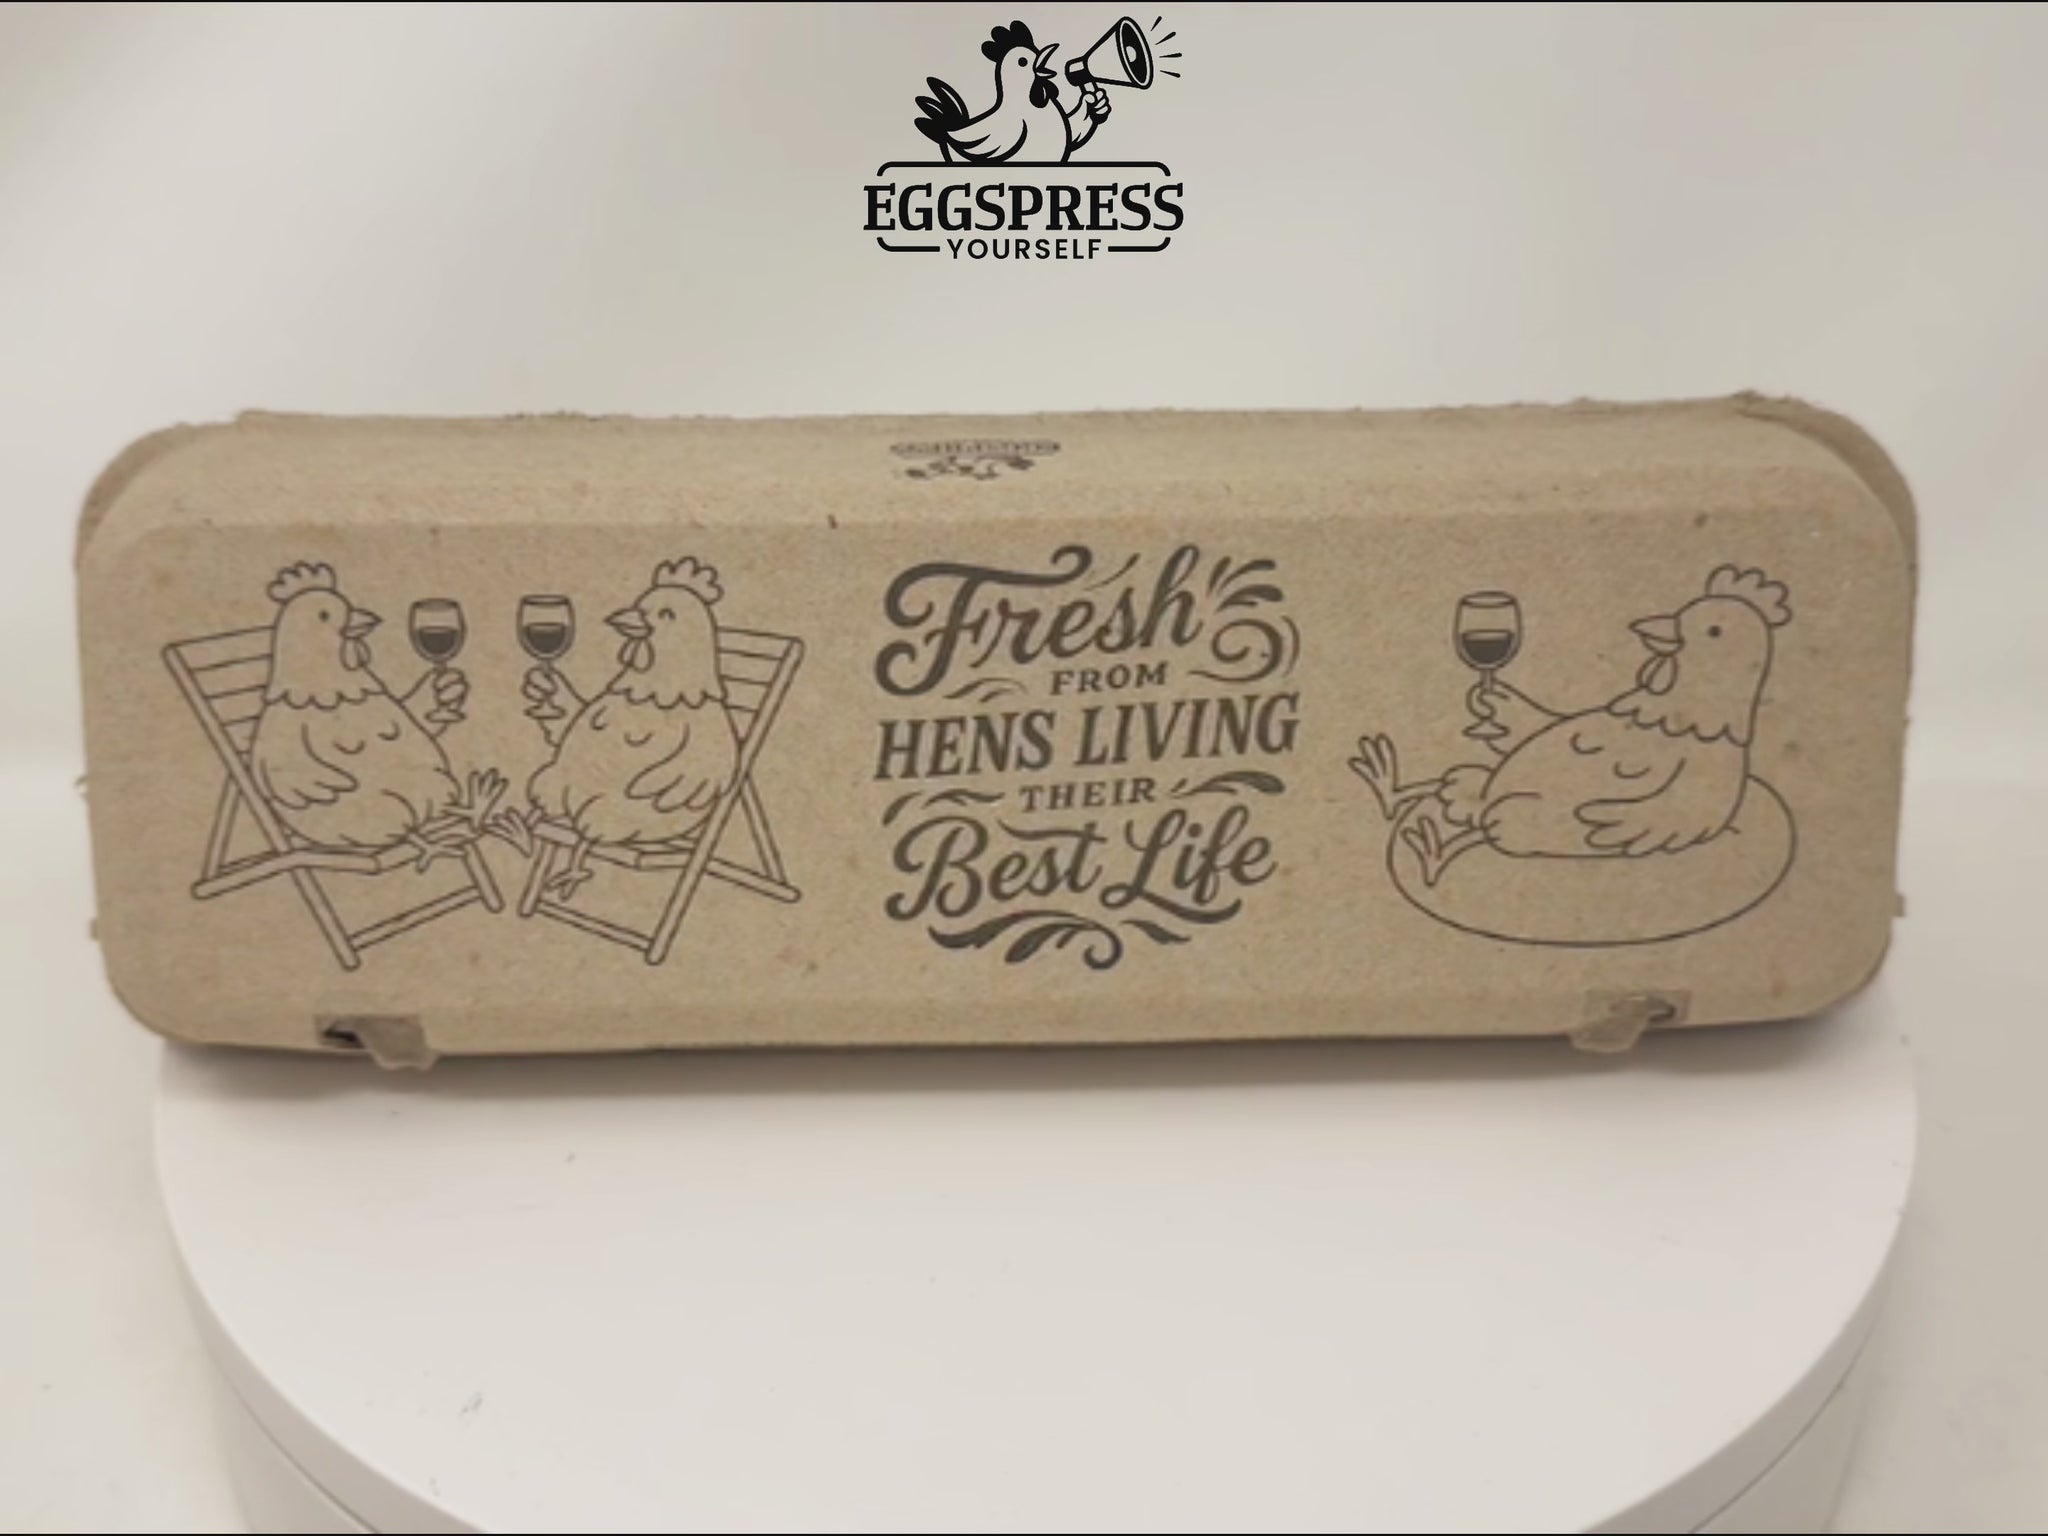 EGGSPRESS
YOURSELF
Fresh
FROM
HENS LIVING
THEIR
Best Life